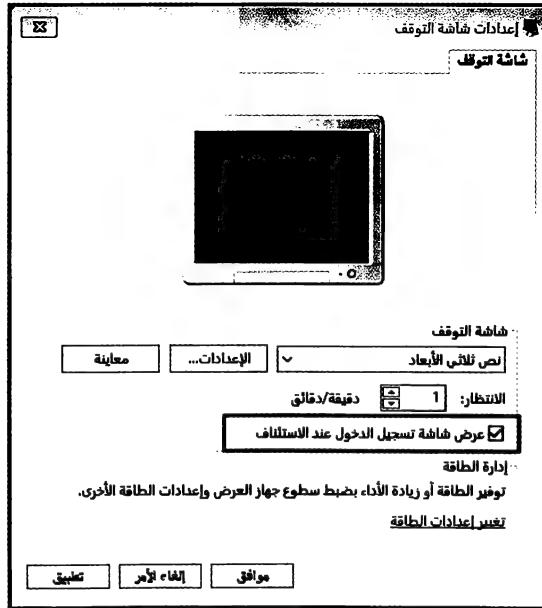 إعدادات شاشة التوقف
شاشة التوقف
شاشة التوقف
نص ثلاثي الأبعاد الإعدادات... معاينة
الانتظار: 1 دقيقة/دقائق
عرض شاشة تسجيل الدخول عند الاستئناف
إدارة الطاقة
توفير الطاقة أو زيادة الأداء بضبط سطوع جهاز العرض وإعدادات الطاقة الأخرى.
تغيير إعدادات الطاقة
موافق إلغاء الأمر تطبيق